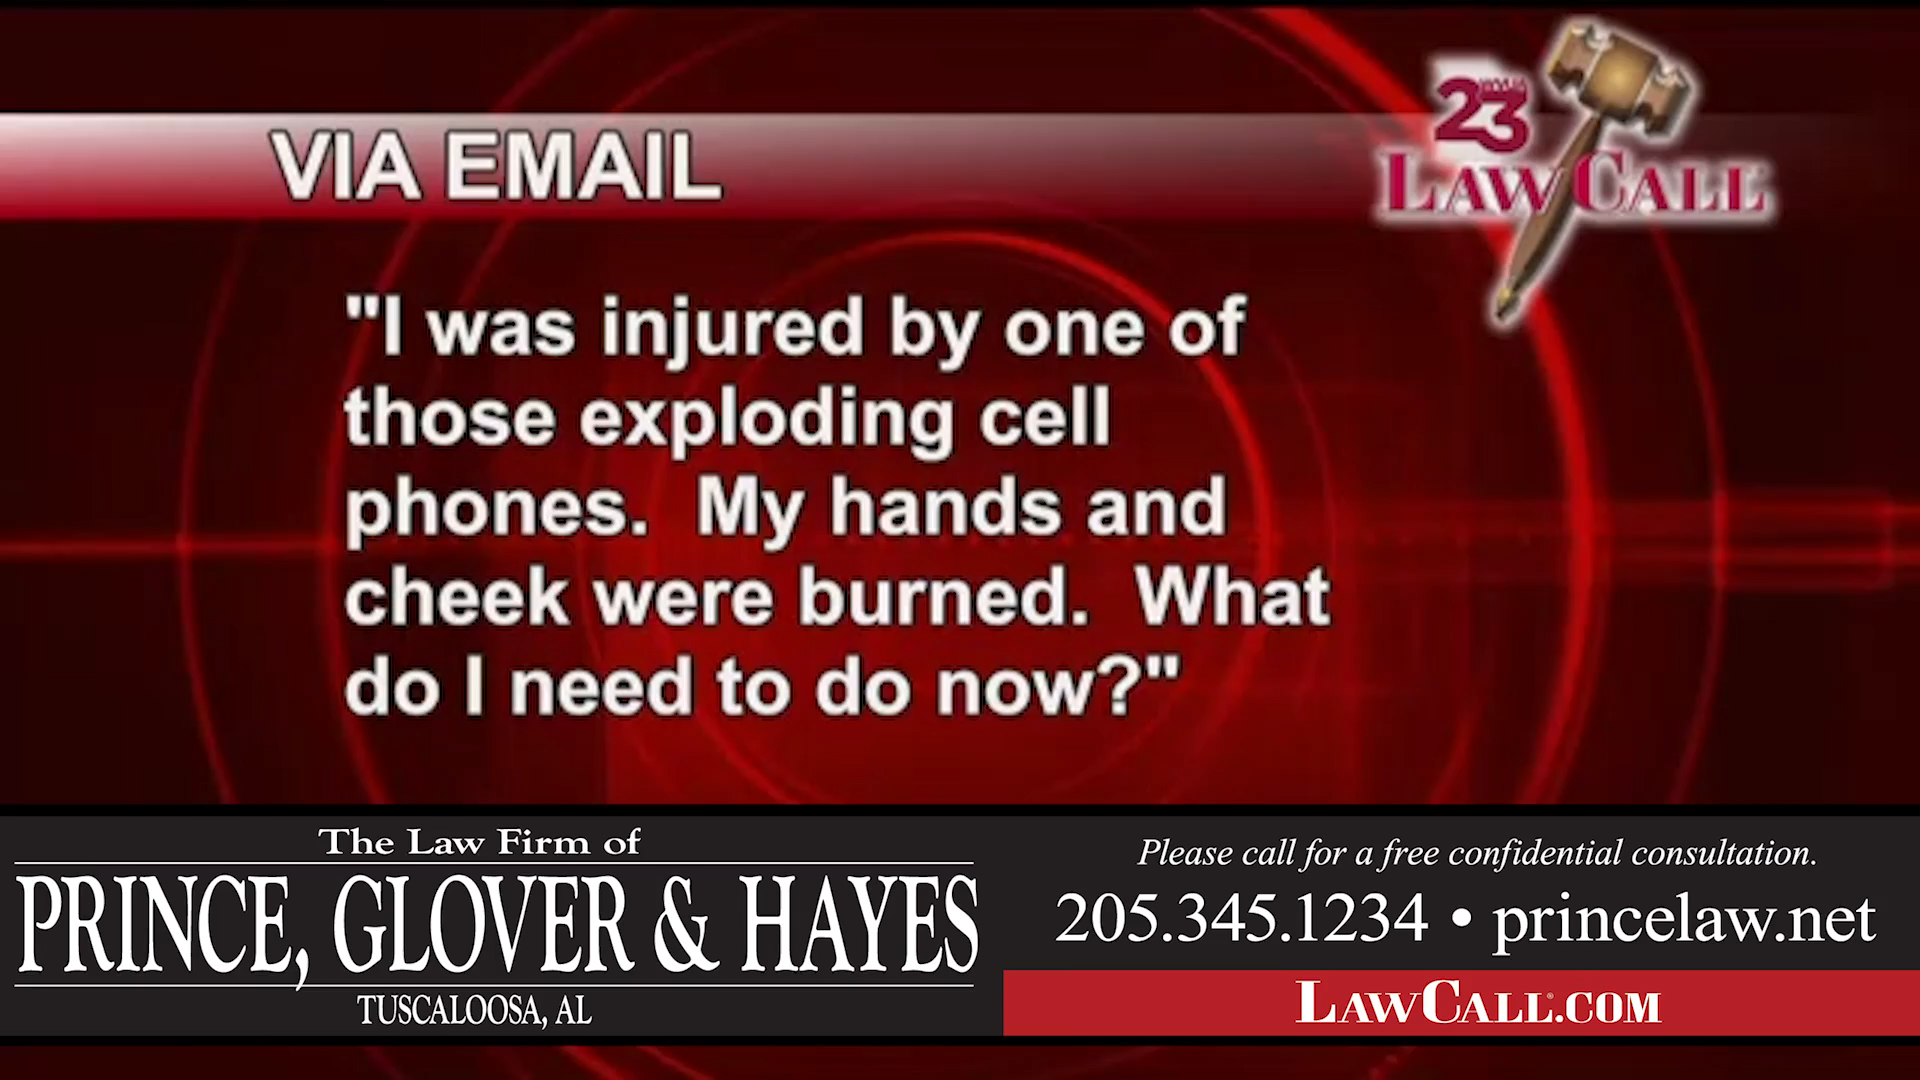 VIA EMAIL
23
LAWCALL
"I was injured by one of
those exploding cell
phones.  My hands and
cheek were burned.  What
do I need to do now?"
The Law Firm of
PRINCE, GLOVER & HAYES
TUSCALOOSA, AL
Please call for a free confidential consultation.
205.345.1234 • princelaw.net
LAWCALL®.COM